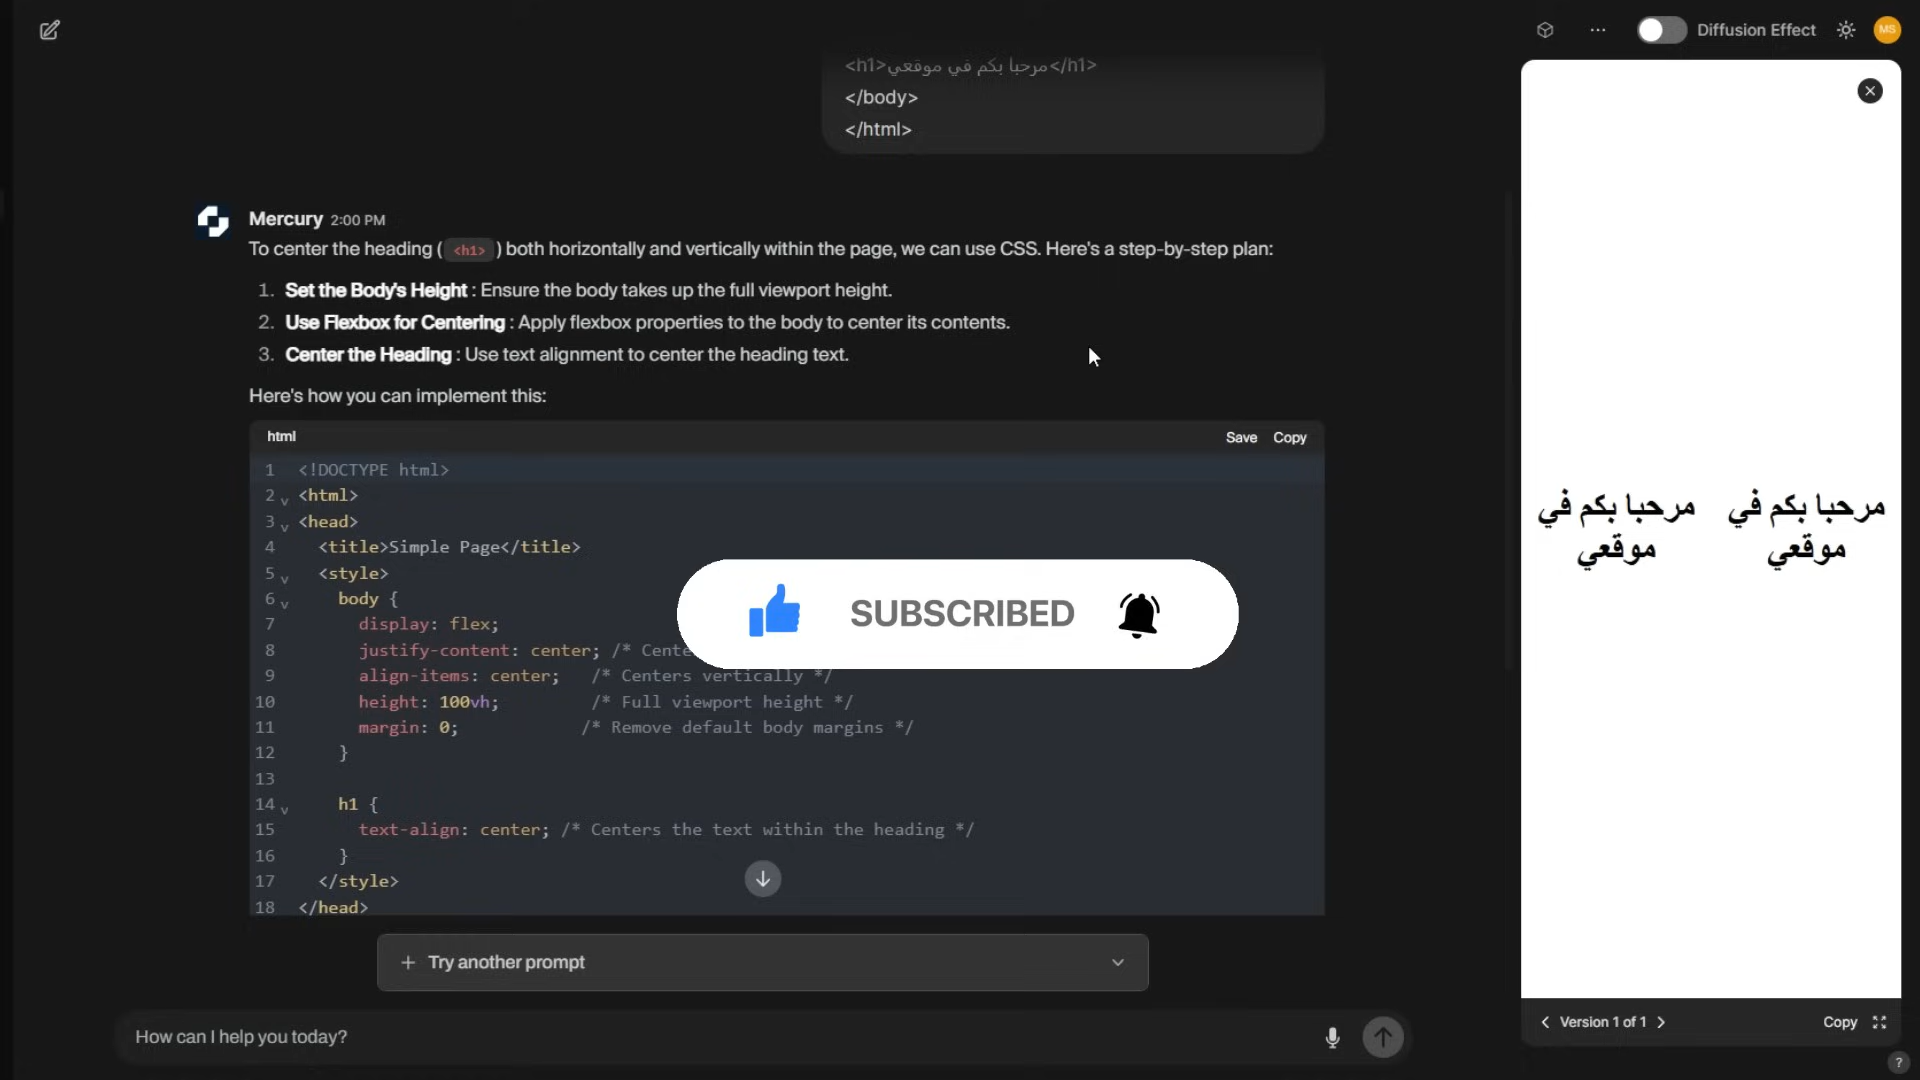 Diffusion Effect
MS
<h1>مرحبا بكم في موقعي</h1>
</body>
</html>
Mercury 2:00 PM
To center the heading ( <h1> ) both horizontally and vertically within the page, we can use CSS. Here's a step-by-step plan:
1. Set the Body's Height : Ensure the body takes up the full viewport height.
2. Use Flexbox for Centering : Apply flexbox properties to the body to center its contents.
3. Center the Heading : Use text alignment to center the heading text.
Here's how you can implement this:
html Save Copy
1 <!DOCTYPE html>
2 <html>
3 <head>
4 <title>Simple Page</title>
5 <style>
6 body {
7 display: flex;
8 justify-content: center; /* Cente
9 align-items: center; /* Centers vertically */
10 height: 100vh; /* Full viewport height */
11 margin: 0; /* Remove default body margins */
12 }
13
14 h1 {
15 text-align: center; /* Centers the text within the heading */
16 }
17 </style>
18 </head>
SUBSCRIBED
Try another prompt
How can I help you today?
مرحبا بكم في
موقعي
مرحبا بكم في
موقعي
Version 1 of 1 Copy
?